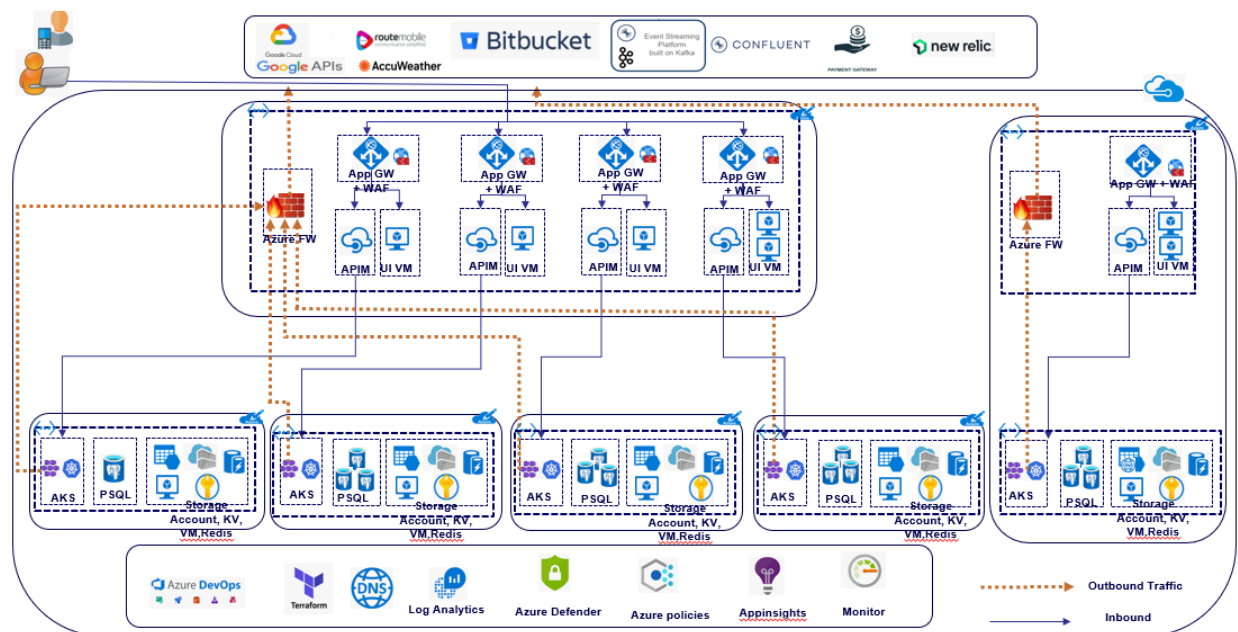 Google Cloud
Google APIs
routemobile
communication simplified
AccuWeather
Bitbucket
Event Streaming
Platform
built on Kafka
CONFLUENT
PAYMENT GATEWAY
new relic
App GW
+ WAF
App GW
+ WAF
App GW
+ WAF
App GW
+ WAF
App GW + WAF
Azure FW
APIM
UI VM
APIM
UI VM
APIM
UI VM
APIM
UI VM
Azure FW
APIM
UI VM
AKS
PSQL
Storage
Account, KV,
VM,Redis
AKS
PSQL
Storage
Account, KV,
VM,Redis
AKS
PSQL
Storage
Account, KV,
VM,Redis
AKS
PSQL
Storage
Account, KV,
VM,Redis
AKS
PSQL
Storage
Account, KV,
VM,Redis
Azure DevOps
Terraform
DNS
Log Analytics
Azure Defender
Azure policies
Appinsights
Monitor
Outbound Traffic
Inbound